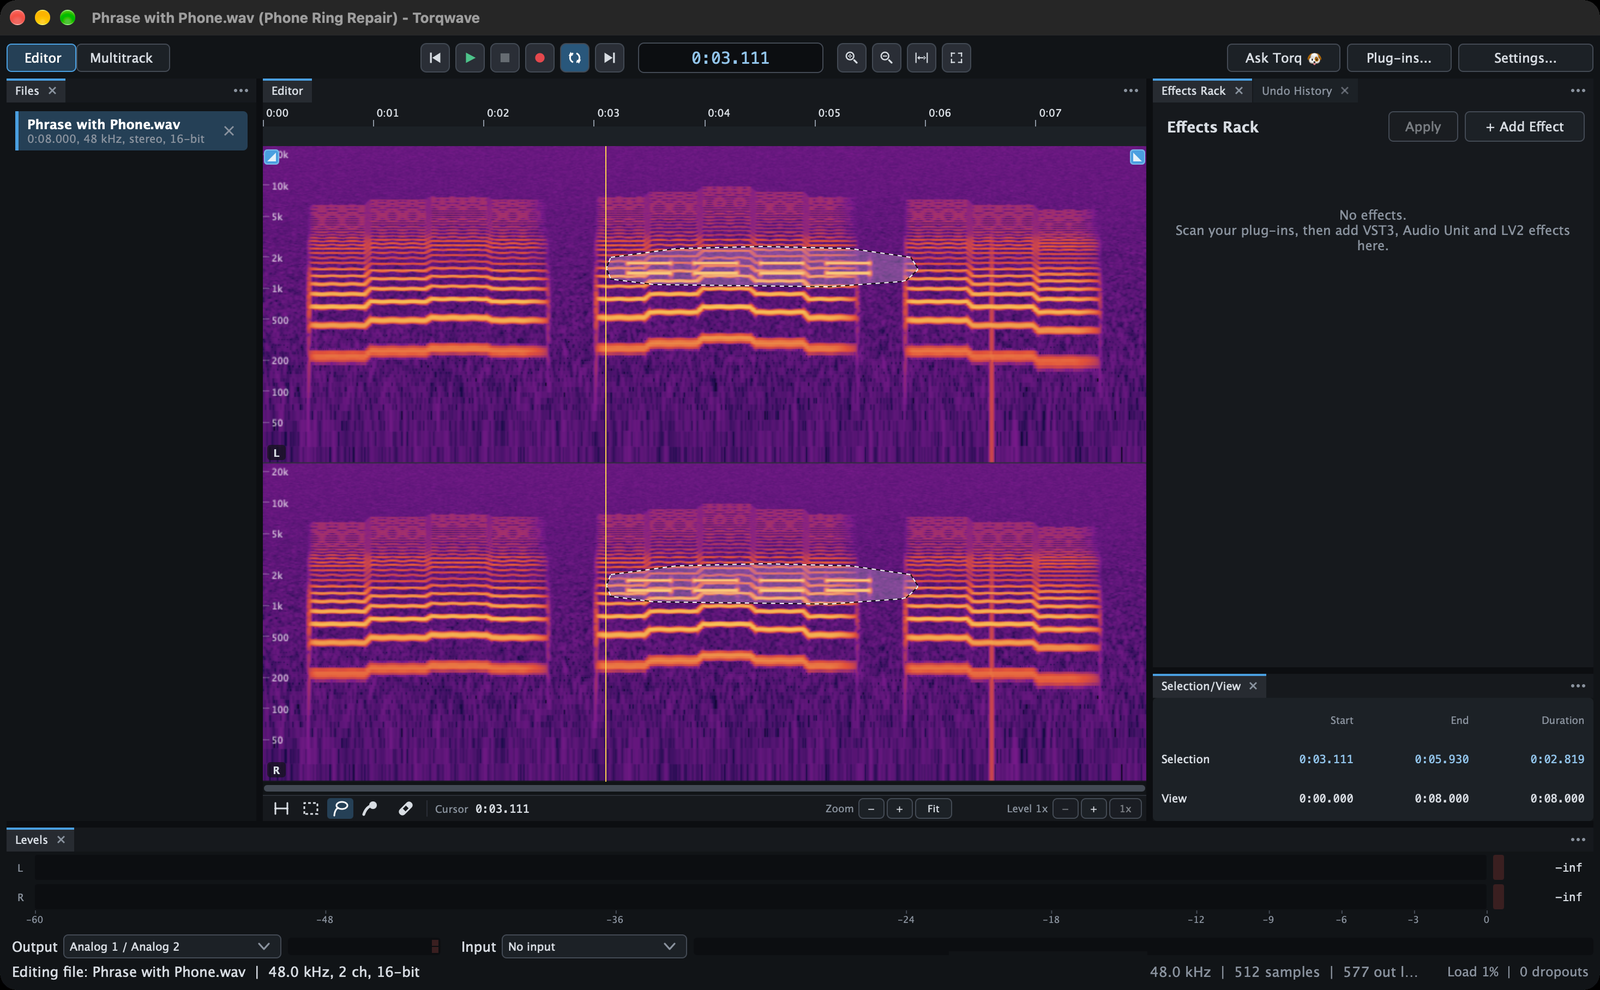 Phrase with Phone.wav (Phone Ring Repair) - Torqwave
Editor
Multitrack
0:03.111
Ask Torq 🐶
Plug-ins...
Settings...
Files
Phrase with Phone.wav
0:08.000, 48 kHz, stereo, 16-bit
Editor
0:00 0:01 0:02 0:03 0:04 0:05 0:06 0:07
10k
5k
2k
1k
500
200
100
50
L
20k
10k
5k
2k
1k
500
200
100
50
R
Cursor 0:03.111
Zoom - + Fit
Level 1x - + 1x
Effects Rack
Undo History
Effects Rack
Apply
+ Add Effect
No effects.
Scan your plug-ins, then add VST3, Audio Unit and LV2 effects
here.
Selection/View
Start End Duration
Selection 0:03.111 0:05.930 0:02.819
View 0:00.000 0:08.000 0:08.000
Levels
L -inf
R -inf
-60 -48 -36 -24 -18 -12 -9 -6 -3 0
Output Analog 1 / Analog 2
Input No input
Editing file: Phrase with Phone.wav | 48.0 kHz, 2 ch, 16-bit
48.0 kHz | 512 samples | 577 out l... Load 1% | 0 dropouts